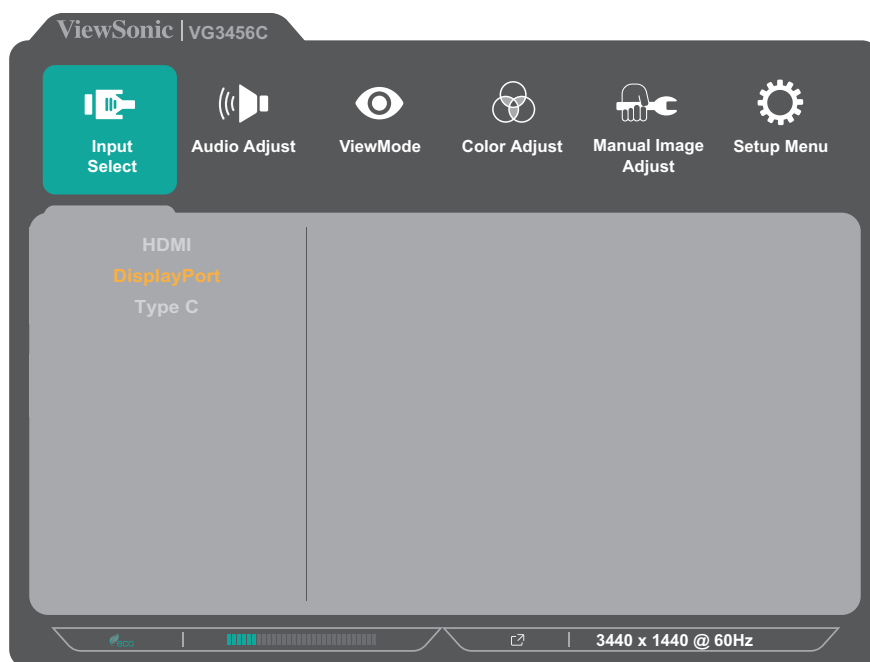 ViewSonic | VG3456C
Input Select
Audio Adjust
ViewMode
Color Adjust
Manual Image Adjust
Setup Menu
HDMI
DisplayPort
Type C
eco
3440 x 1440 @ 60Hz